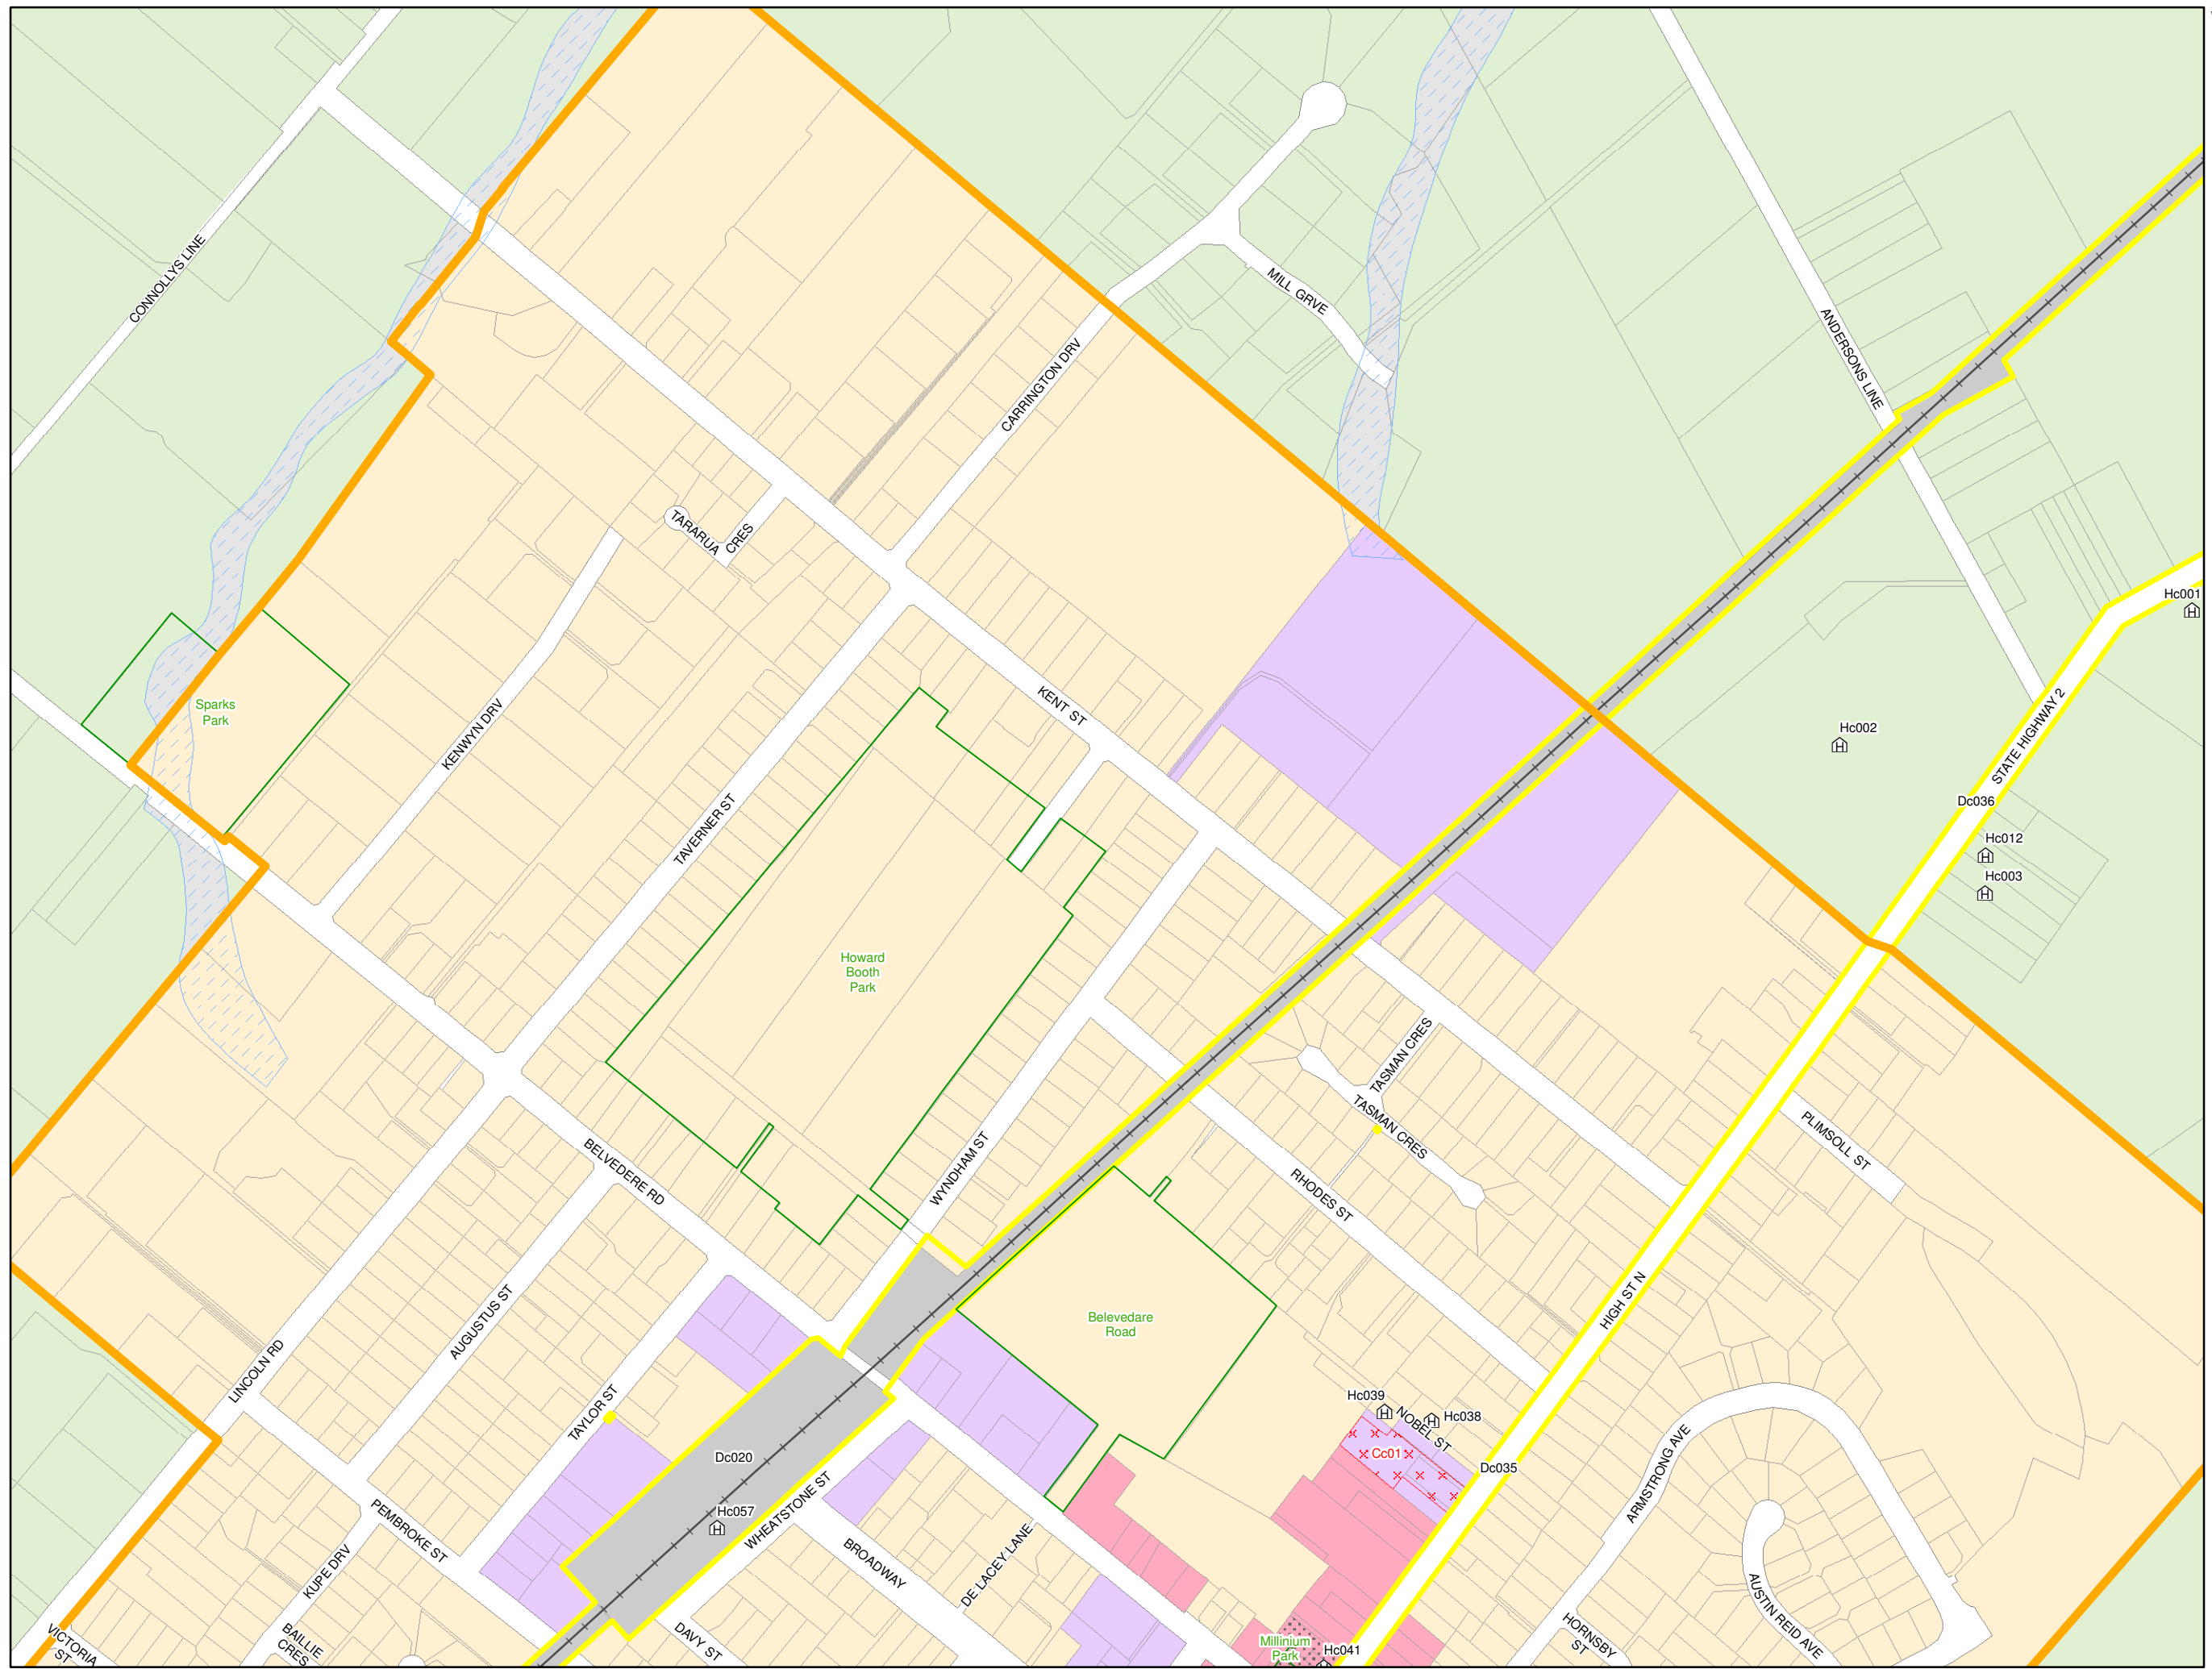 CONNOLLYS LINE
MILL GRVE
ANDERSONS LINE
CARRINGTON DRV
TARARUA
CRES
Hc001
Sparks
Park
KENWYN DRV
KENT ST
STATE HIGHWAY 2
Hc002
TAVERNER ST
Dc036
Hc012
Hc003
Howard
Booth
Park
TASMAN CRES
TASMAN CRES
PLIMSOLL ST
BELVEDERE RD
WYNDHAM ST
RHODES ST
AUGUSTUS ST
HIGH ST N
Belevedare
Road
LINCOLN RD
TAYLOR ST
Hc039
NOBEL ST
Hc038
Cc01
Dc035
Dc020
ARMSTRONG AVE
Hc057
WHEATSTONE ST
PEMBROKE ST
BROADWAY
DE LACEY LANE
KUPE DRV
AUSTIN REID AVE
VICTORIA
ST
BAILLIE
CRES
DAVY ST
HORNSBY
ST
Millinium
Park
Hc041